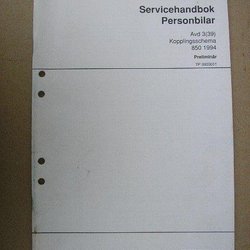 Servicehandbok
Personbilar
Avd 3(39)
Kopplingsschema
850 1994
Preliminär